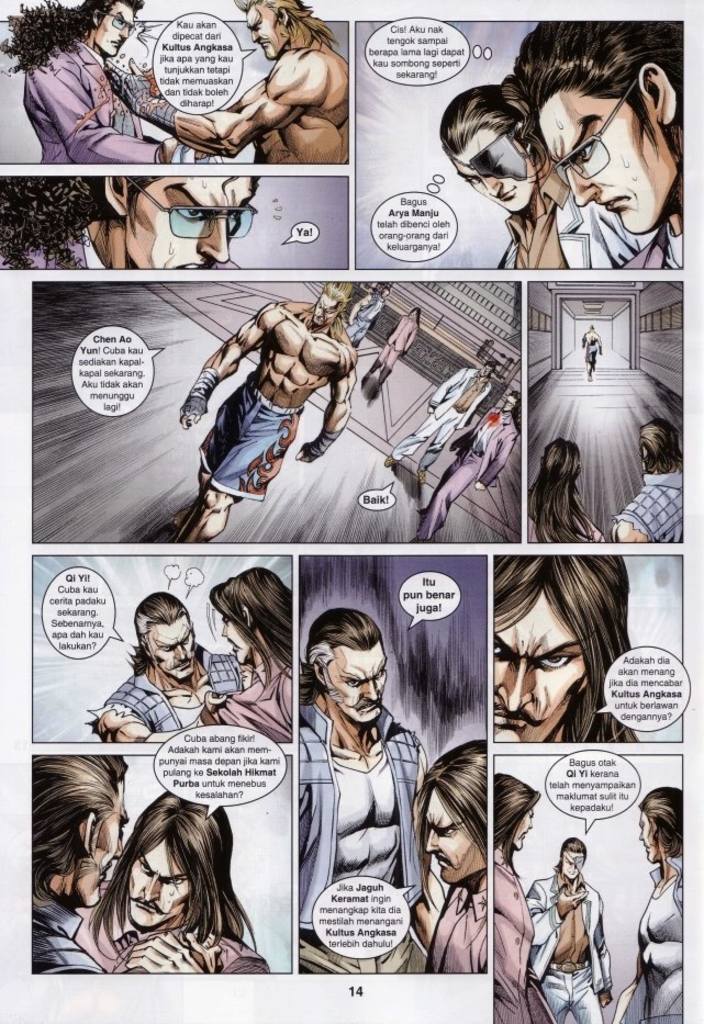 Kau akan
dipecat dari
Kultus Angkasa
jika apa yang kau
tunjukkan tetapi
tidak memuaskan
dan tidak boleh
diharap!
Cis! Aku nak
tengok sampai
berapa lama lagi dapat
kau sombong seperti
sekarang!
Bagus
Arya Manju
telah dibenci oleh
orang-orang dari
keluarganya!
Ya!
Chen Ao
Yun! Cuba kau
sediakan kapal-
kapal sekarang.
Aku tidak akan
menunggu
lagi!
Baik!
Qi Yi!
Cuba kau
cerita padaku
sekarang.
Sebenarnya,
apa dah kau
lakukan?
Cuba abang fikir!
Adakah kami akan mem-
punyai masa depan jika kami
pulang ke Sekolah Hikmat
Purba untuk menebus
kesalahan?
Itu
pun benar
juga!
Jika Jaguh
Keramat ingin
menangkap kita dia
mestilah menangani
Kultus Angkasa
terlebih dahulu!
Adakah dia
akan menang
jika dia mencabar
Kultus Angkasa
untuk berlawan
dengannya?
Bagus otak
Qi Yi kerana
telah menyampaikan
maklumat sulit itu
kepadaku!
14